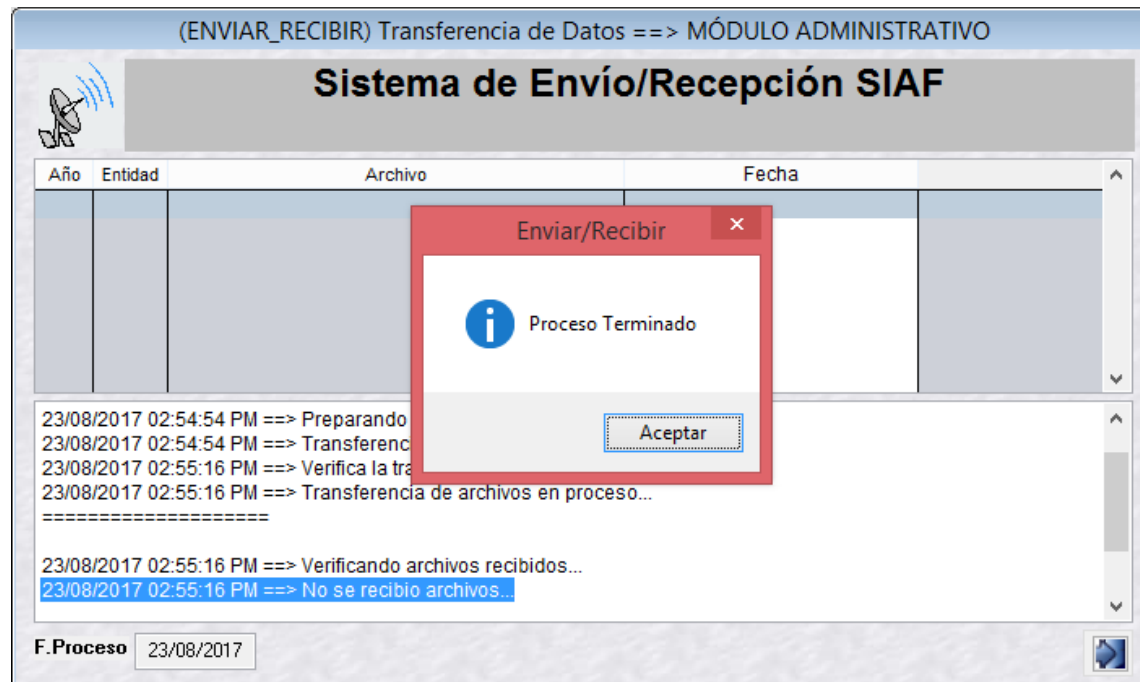 (ENVIAR_RECIBIR) Transferencia de Datos ==> MÓDULO ADMINISTRATIVO
Sistema de Envío/Recepción SIAF
Año Entidad Archivo Fecha
Enviar/Recibir
Proceso Terminado
Aceptar
23/08/2017 02:54:54 PM ==> Preparando
23/08/2017 02:54:54 PM ==> Transferenc
23/08/2017 02:55:16 PM ==> Verifica la tra
23/08/2017 02:55:16 PM ==> Transferencia de archivos en proceso...
====================
23/08/2017 02:55:16 PM ==> Verificando archivos recibidos...
23/08/2017 02:55:16 PM ==> No se recibio archivos...
F.Proceso 23/08/2017